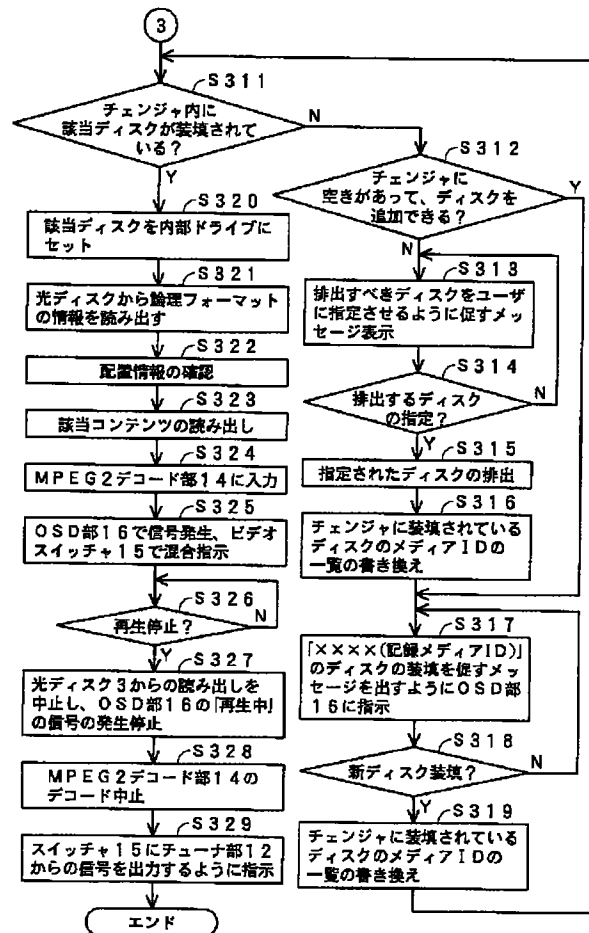 3
S311
チェンジャ内に
該当ディスクが装填されて
いる？
N
Y
S320
該当ディスクを内部ドライブに
セット
S321
光ディスクから論理フォーマット
の情報を読み出す
S322
配置情報の確認
S323
該当コンテンツの読み出し
S324
MPEG2デコード部14に入力
S325
OSD部16で信号発生、ビデオ
スイッチャ15で混合指示
S326
再生停止？
N
Y
S327
光ディスク3からの読み出しを
中止し、OSD部16の「再生中」
の信号の発生停止
S328
MPEG2デコード部14の
デコード中止
S329
スイッチャ15にチューナ部12
からの信号を出力するように指示
エンド
S312
チェンジャに
空きがあって、ディスクを
追加できる？
Y
N
S313
排出すべきディスクをユーザ
に指定させるように促すメッ
セージ表示
S314
排出するディスク
の指定？
N
Y
S315
指定されたディスクの排出
S316
チェンジャに装填されている
ディスクのメディアIDの
一覧の書き換え
S317
「××××(記録メディアID)」
のディスクの装填を促すメ
ッセージを出すようにOSD部
16に指示
S318
新ディスク装填？
N
Y
S319
チェンジャに装填されている
ディスクのメディアIDの
一覧の書き換え